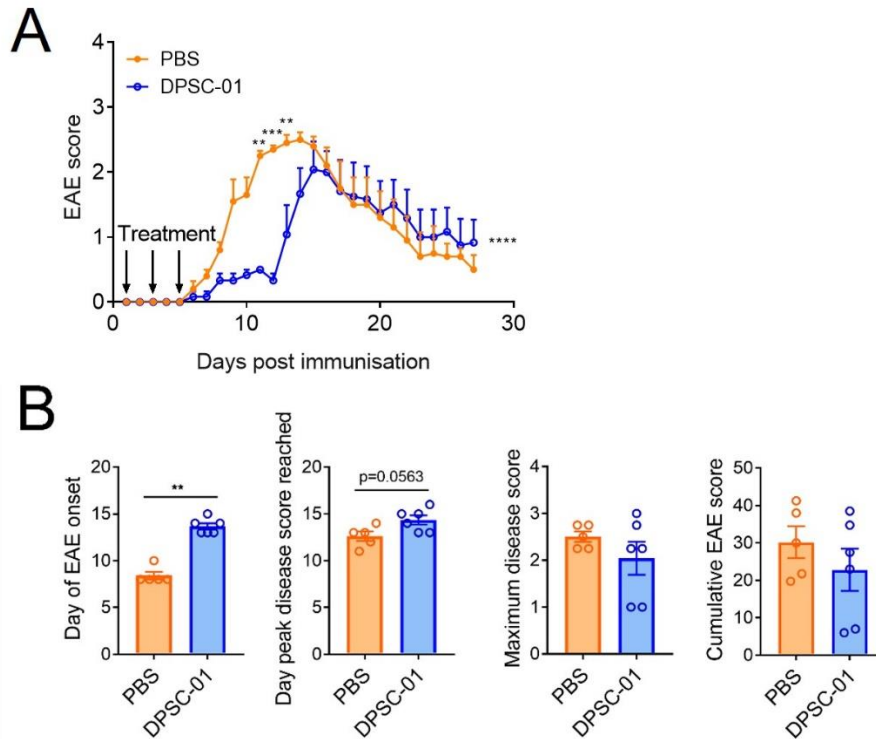 A
4
3
2
1
0
EAE score
PBS
DPSC-01
** *** **
Treatment
****
0 10 20 30
Days post immunisation
B
20
15
10
5
0
Day of EAE onset
**
PBS
DPSC-01
20
15
10
5
0
Day peak disease score reached
p=0.0563
PBS
DPSC-01
4
3
2
1
0
Maximum disease score
PBS
DPSC-01
50
40
30
20
10
0
Cumulative EAE score
PBS
DPSC-01